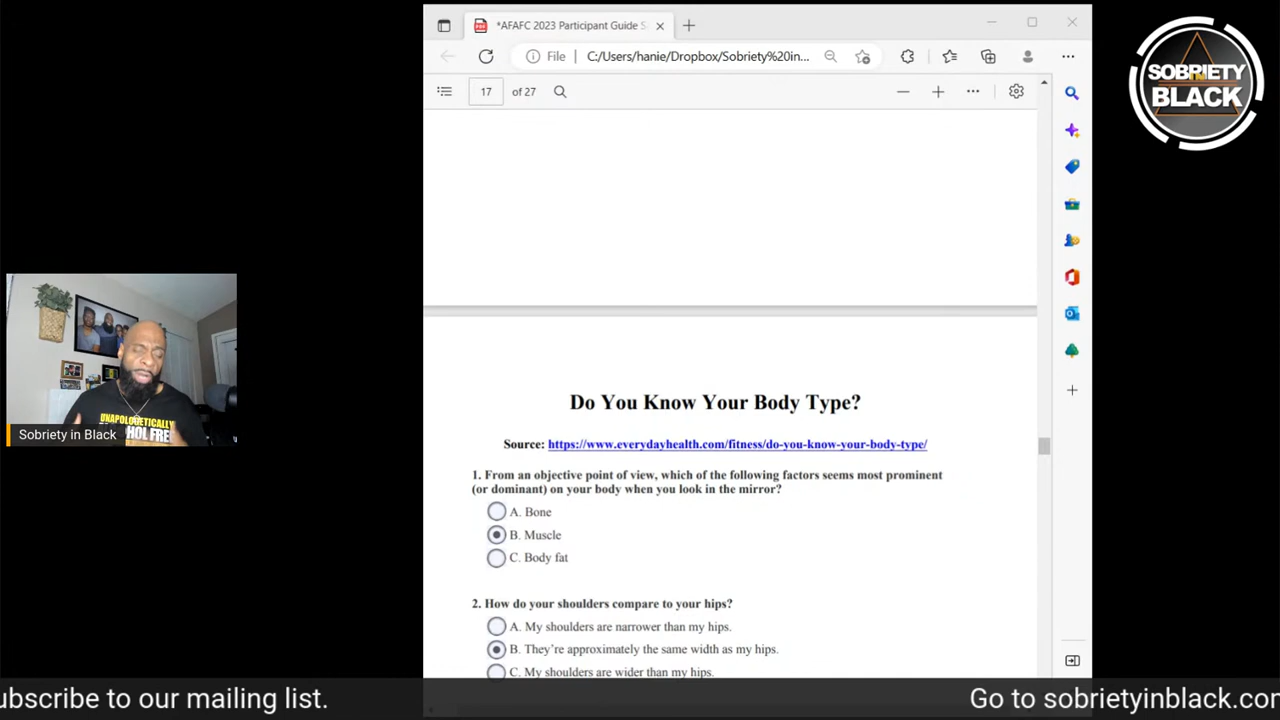 *AFAFC 2023 Participant Guide S
File
C:/Users/hanie/Dropbox/Sobriety%20in...
17 of 27
SOBRIETY
IN
BLACK
Do You Know Your Body Type?
Source: https://www.everydayhealth.com/fitness/do-you-know-your-body-type/
1. From an objective point of view, which of the following factors seems most prominent
(or dominant) on your body when you look in the mirror?
A. Bone
B. Muscle
C. Body fat
2. How do your shoulders compare to your hips?
A. My shoulders are narrower than my hips.
B. They're approximately the same width as my hips.
C. My shoulders are wider than my hips.
UNAPOLOGETICALLY
HOL FREE
Sobriety in Black
ubscribe to our mailing list.
Go to sobrietyinblack.com